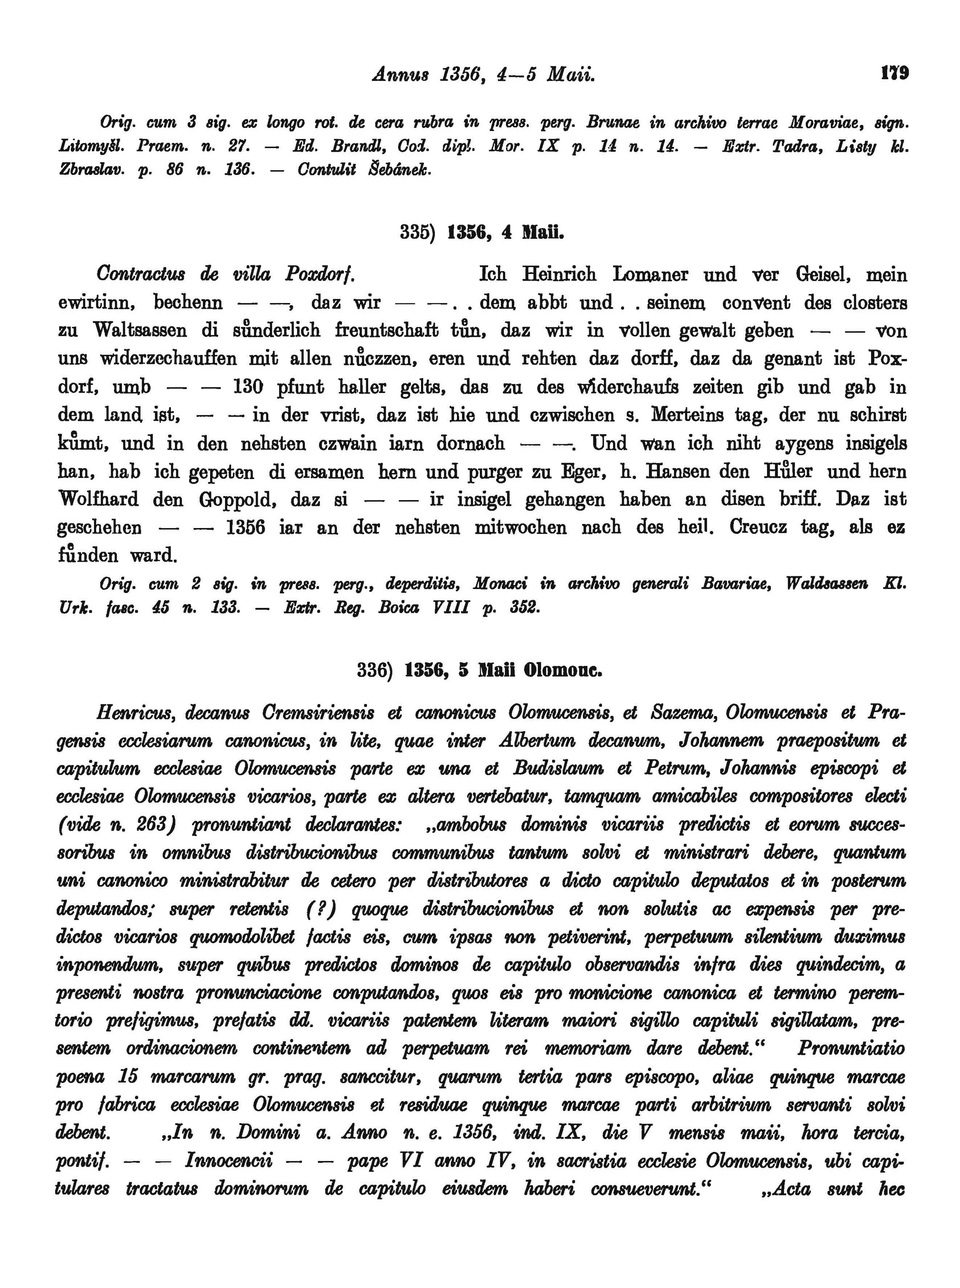 Annus 1356, 4—5 Maii. 179
Orig. cum 3 sig. ex longo rot. de cera rubra in press. perg. Brunae in archivo terrae Moraviae, sign.
Litomyšl. Praem. n. 27. — Ed. Brandl, Cod. dipl. Mor. IX p. 14 n. 14. — Extr. Tadra, Listy kl.
Zbraslav. p. 86 n. 136. — Contulit Šebánek.
335) 1356, 4 Maii.
Contractus de villa Poxdorf. Ich Heinrich Lomaner und ver Geisel, mein
ewirtinn, bechenn — —, daz wir — — . . dem abbt und . . seinem convent des closters
zu Waltsassen di sůnderlich freuntschaft tůn, daz wir in vollen gewalt geben — — von
uns widerzechauffen mit allen nůczzen, eren und rehten daz dorff, daz da genant ist Pox-
dorf, umb — — 130 pfunt haller gelts, das zu des widerchaufs zeiten gib und gab in
dem land ist, — — in der vrist, daz ist hie und czwischen s. Merteins tag, der nu schirst
kůmt, und in den nehsten czwain iarn dornach — —. Und wan ich niht aygens insigels
han, hab ich gepeten di ersamen hern und purger zu Eger, h. Hansen den Hůler und hern
Wolfhard den Goppold, daz si — — ir insigel gehangen haben an disen briff. Daz ist
geschehen — — 1356 iar an der nehsten mitwochen nach des heil. Creucz tag, als ez
fůnden ward.
Orig. cum 2 sig. in press. perg., deperditis, Monaci in archivo generali Bavariae, Waldsassen Kl.
Urk. fasc. 45 n. 133. — Extr. Reg. Boica VIII p. 352.
336) 1356, 5 Maii Olomouc.
Henricus, decanus Cremsiriensis et canonicus Olomucensis, et Sazema, Olomucensis et Pra-
gensis ecclesiarum canonicus, in lite, quae inter Albertum decanum, Johannem praepositum et
capitulum ecclesiae Olomucensis parte ex una et Budislaum et Petrum, Johannis episcopi et
ecclesiae Olomucensis vicarios, parte ex altera vertebatur, tamquam amicabiles compositores electi
(vide n. 263) pronuntiant declarantes: „ambobus dominis vicariis predictis et eorum succes-
soribus in omnibus distribucionibus communibus tantum solvi et ministrari debere, quantum
uni canonico ministrabitur de cetero per distributores a dicto capitulo deputatos et in posterum
deputandos; super retentis (?) quoque distribucionibus et non solutis ac expensis per pre-
dictos vicarios quomodolibet factis eis, cum ipsas non petiverint, perpetuum silentium duximus
inponendum, super quibus predictos dominos de capitulo observandis infra dies quindecim, a
presenti nostra pronunciacione conputandos, quos eis pro monicione canonica et termino perem-
torio prefigimus, prefatis dd. vicariis patentem literam maiori sigillo capituli sigillatam, pre-
sentem ordinacionem continentem ad perpetuam rei memoriam dare debent.“ Pronuntiatio
poena 15 marcarum gr. prag. sanccitur, quarum tertia pars episcopo, aliae quinque marcae
pro fabrica ecclesiae Olomucensis et residuae quinque marcae parti arbitrium servanti solvi
debent. „In n. Domini a. Anno n. e. 1356, ind. IX, die V mensis maii, hora tercia,
pontif. — — Innocencii — — pape VI anno IV, in sacristia ecclesie Olomucensis, ubi capi-
tulares tractatus dominorum de capitulo eiusdem haberi consueverunt.“ „Acta sunt hec